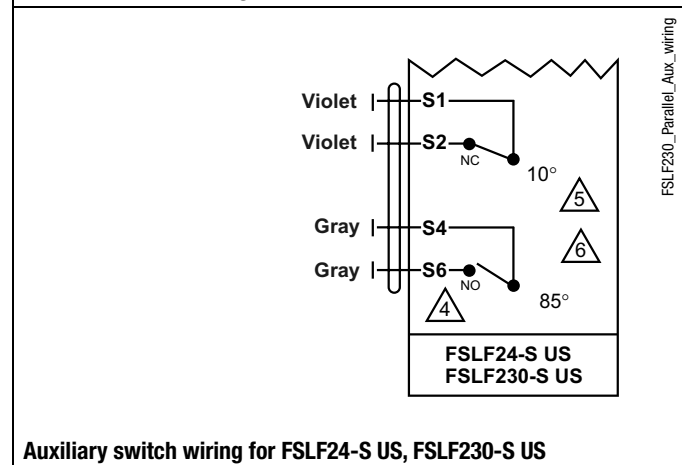 FSLF230_Parallel_Aux_wiring
Violet S1
Violet S2
NC
10°
5
Gray S4
6
Gray S6
NO
4
85°
FSLF24-S US
FSLF230-S US
Auxiliary switch wiring for FSLF24-S US, FSLF230-S US